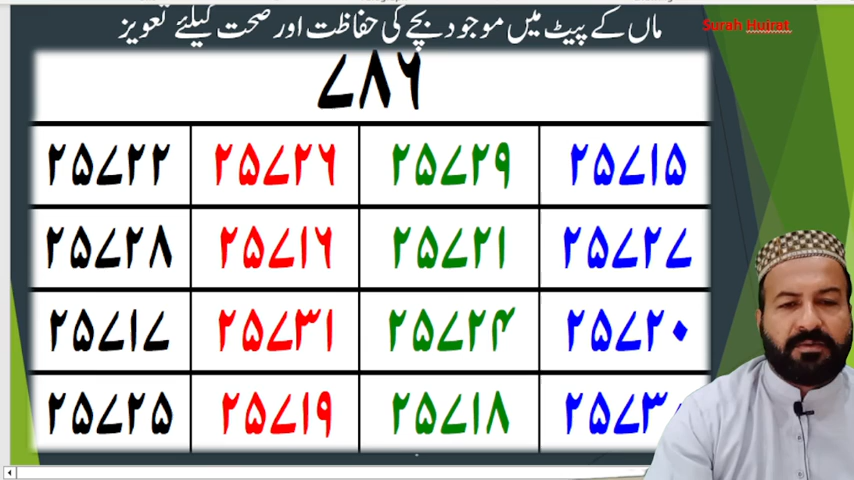 ماں کے پیٹ میں موجود بچے کی حفاظت اور صحت کیلئے تعویز
Surah Hujrat
۷۸۶
۲۵۷۱۵ ۲۵۷۲۹ ۲۵۷۲۶ ۲۵۷۲۲
۲۵۷۲۷ ۲۵۷۲۱ ۲۵۷۱۶ ۲۵۷۲۸
۲۵۷۲۰ ۲۵۷۲۴ ۲۵۷۳۱ ۲۵۷۱۷
۲۵۷۱۸ ۲۵۷۱۹ ۲۵۷۲۵